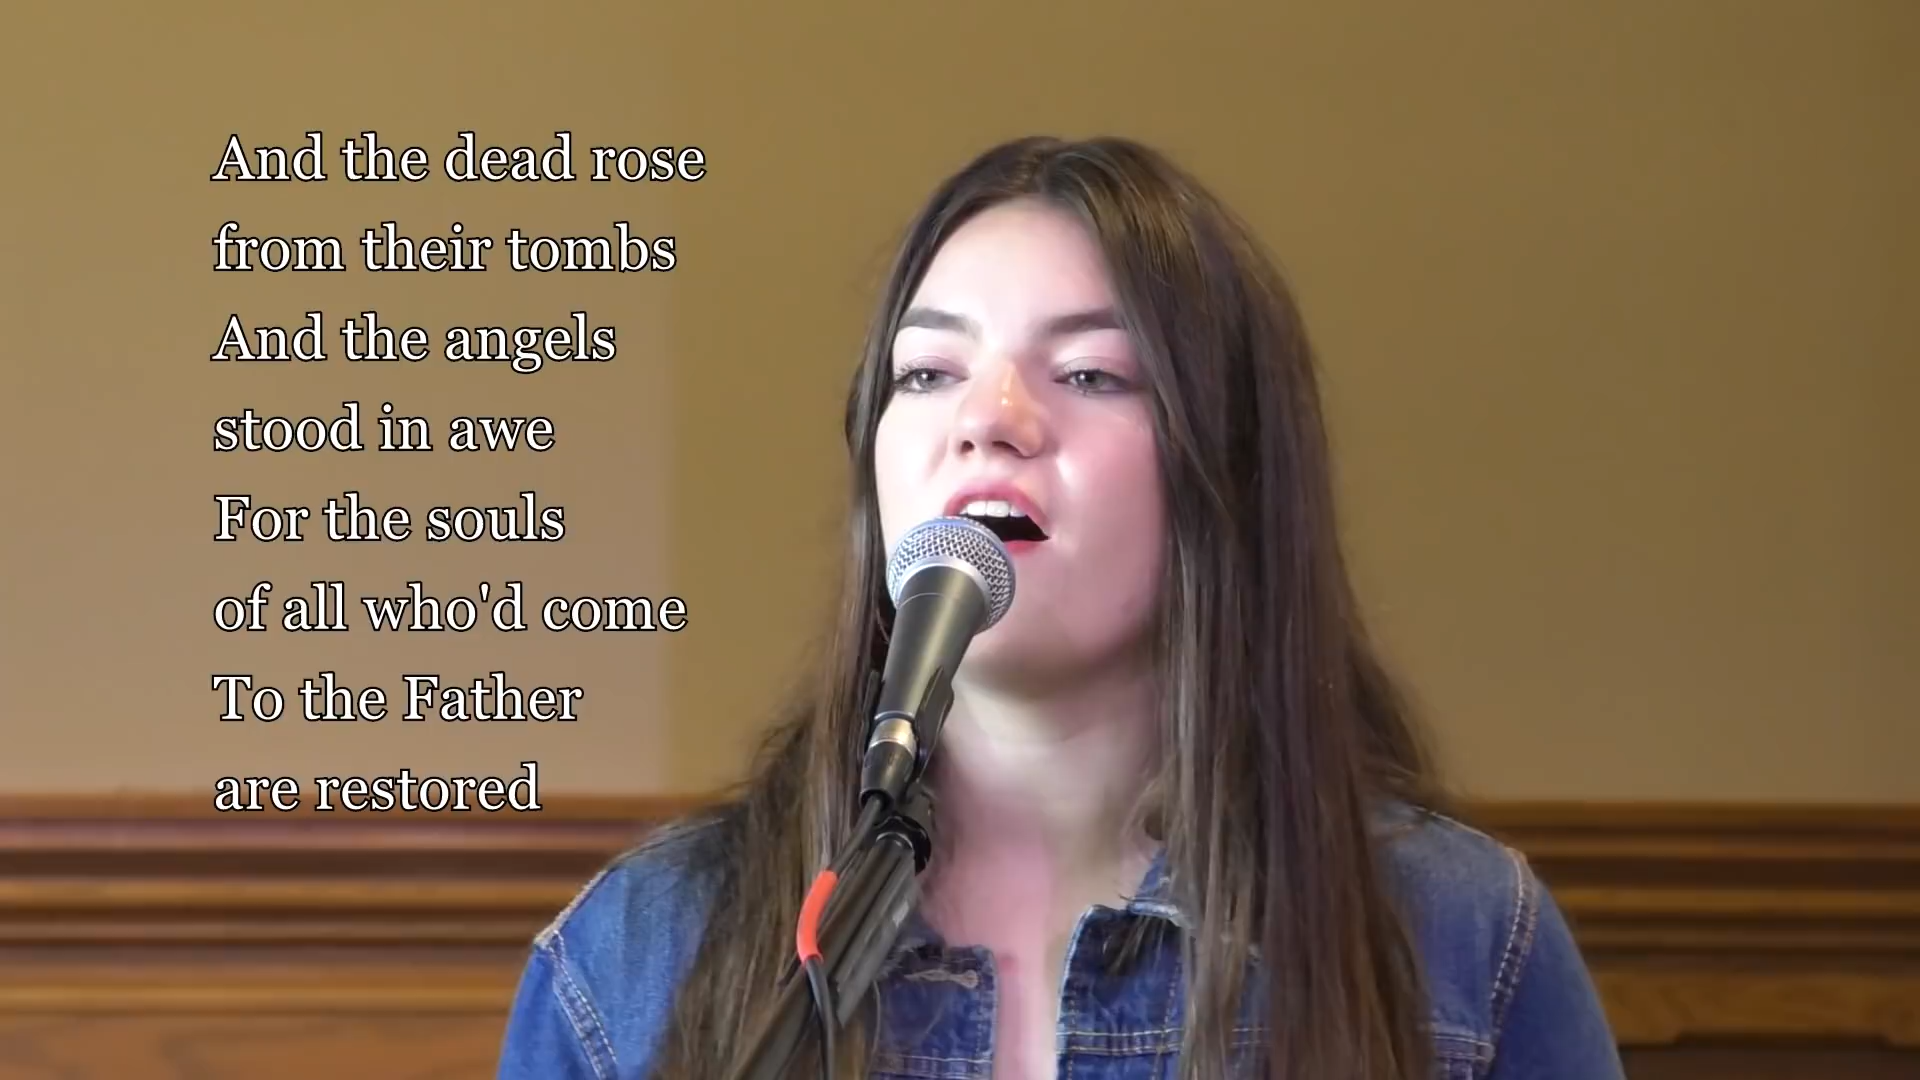 And the dead rose
from their tombs
And the angels
stood in awe
For the souls
of all who'd come
To the Father
are restored